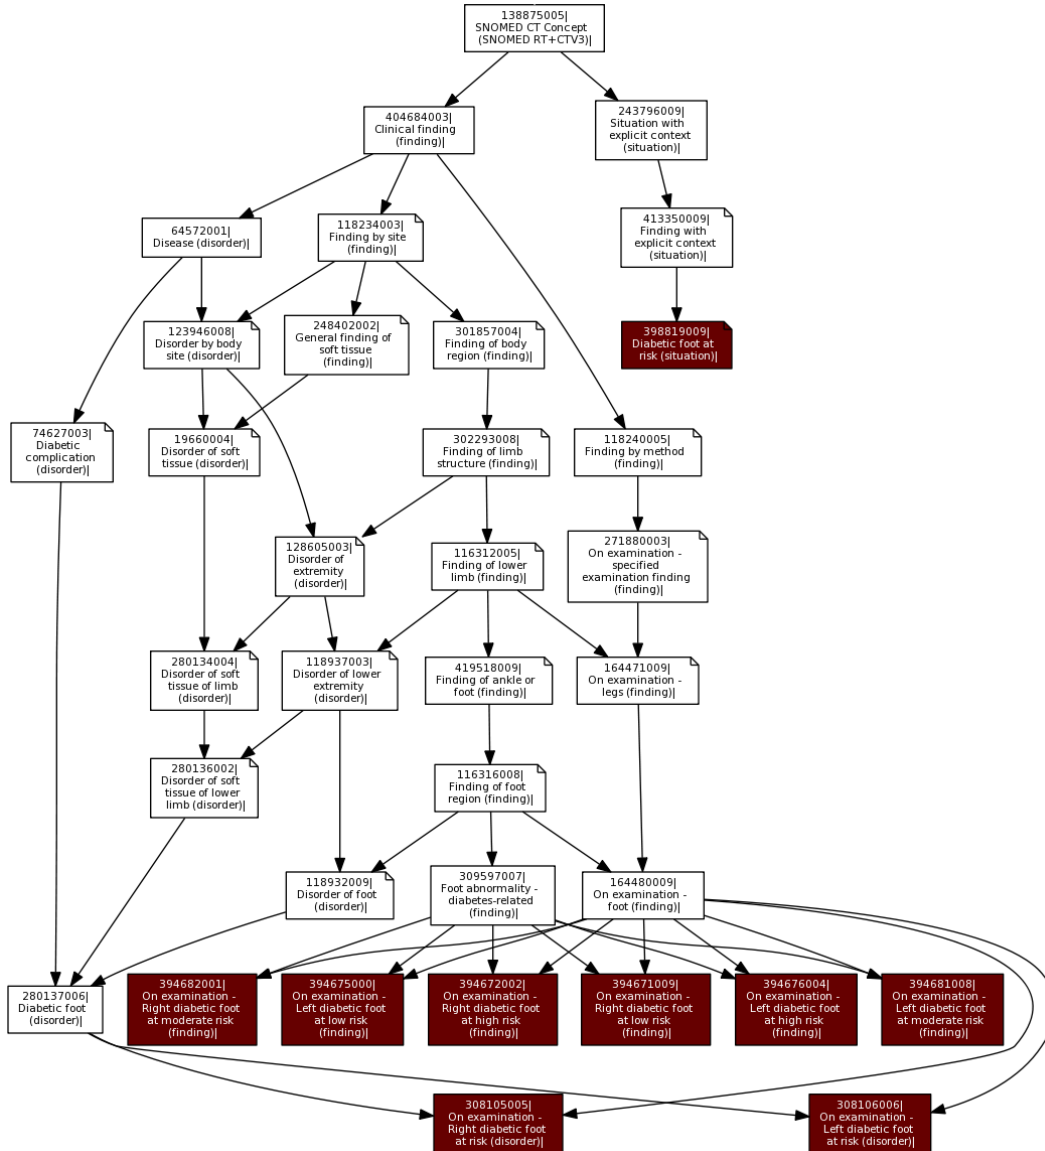 138875005|
SNOMED CT Concept
(SNOMED RT+CTV3)|
404684003|
Clinical finding
(finding)|
243796009|
Situation with
explicit context
(situation)|
64572001|
Disease (disorder)|
118234003|
Finding by site
(finding)|
413350009|
Finding with
explicit context
(situation)|
123946008|
Disorder by body
site (disorder)|
248402002|
General finding of
soft tissue
(finding)|
301857004|
Finding of body
region (finding)|
398819009|
Diabetic foot at
risk (situation)|
74627003|
Diabetic
complication
(disorder)|
19660004|
Disorder of soft
tissue (disorder)|
302293008|
Finding of limb
structure (finding)|
118240005|
Finding by method
(finding)|
128605003|
Disorder of
extremity
(disorder)|
116312005|
Finding of lower
limb (finding)|
271880003|
On examination -
specified
examination finding
(finding)|
280134004|
Disorder of soft
tissue of limb
(disorder)|
118937003|
Disorder of lower
extremity
(disorder)|
419518009|
Finding of ankle or
foot (finding)|
164471009|
On examination -
legs (finding)|
280136002|
Disorder of soft
tissue of lower
limb (disorder)|
116316008|
Finding of foot
region (finding)|
118932009|
Disorder of foot
(disorder)|
309597007|
Foot abnormality -
diabetes-related
(finding)|
164480009|
On examination -
foot (finding)|
280137006|
Diabetic foot
(disorder)|
394682001|
On examination -
Right diabetic foot
at moderate risk
(finding)|
394675000|
On examination -
Left diabetic foot
at low risk
(finding)|
394672002|
On examination -
Right diabetic foot
at high risk
(finding)|
394671009|
On examination -
Right diabetic foot
at low risk
(finding)|
394676004|
On examination -
Left diabetic foot
at high risk
(finding)|
394681008|
On examination -
Left diabetic foot
at moderate risk
(finding)|
308105005|
On examination -
Right diabetic foot
at risk (disorder)|
308106006|
On examination -
Left diabetic foot
at risk (disorder)|